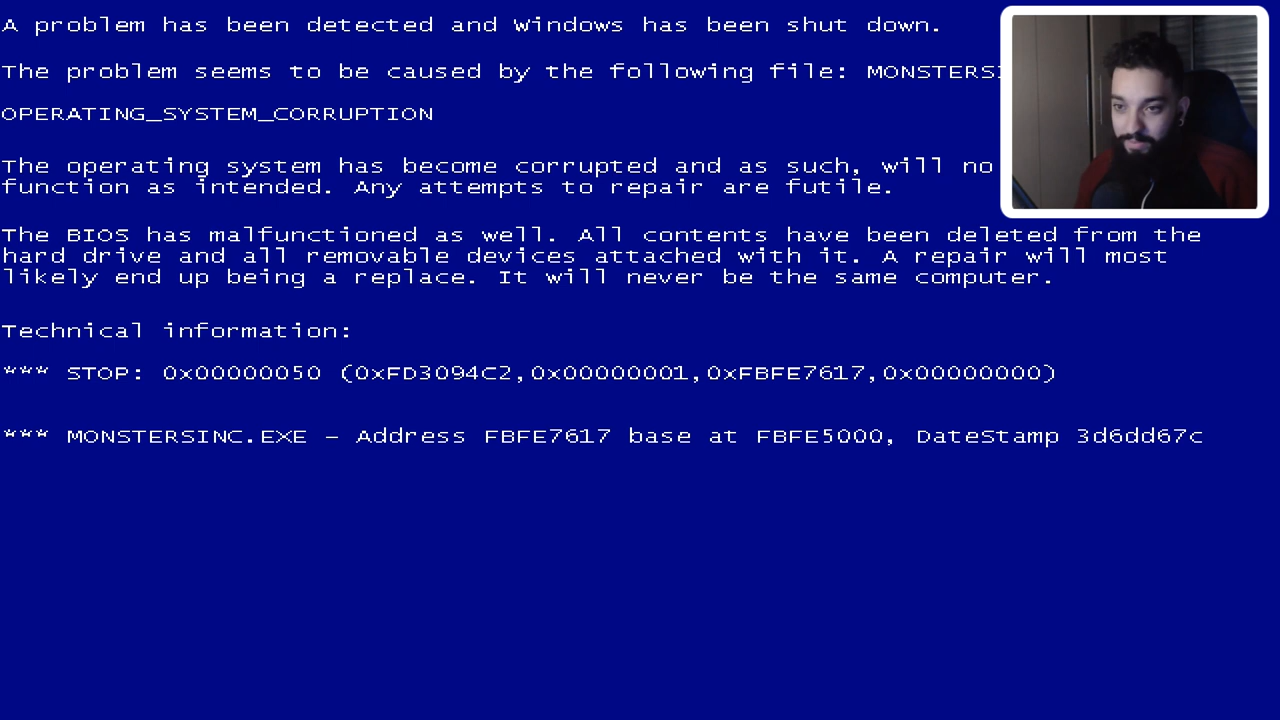 A problem has been detected and Windows has been shut down.
The problem seems to be caused by the following file:
OPERATING_SYSTEM_CORRUPTION
The operating system has become corrupted and as such, will no
function as intended. Any attempts to repair are futile.
The BIOS has malfunctioned as well. All contents have been deleted from the
hard drive and all removable devices attached with it. A repair will most
likely end up being a replace. It will never be the same computer.
Technical information:
*** STOP: 0x00000050 (0xFD3094C2,0x00000001,0xFBFE7617,0x00000000)
*** MONSTERSINC.EXE - Address FBFE7617 base at FBFE5000, DateStamp 3d6dd67c